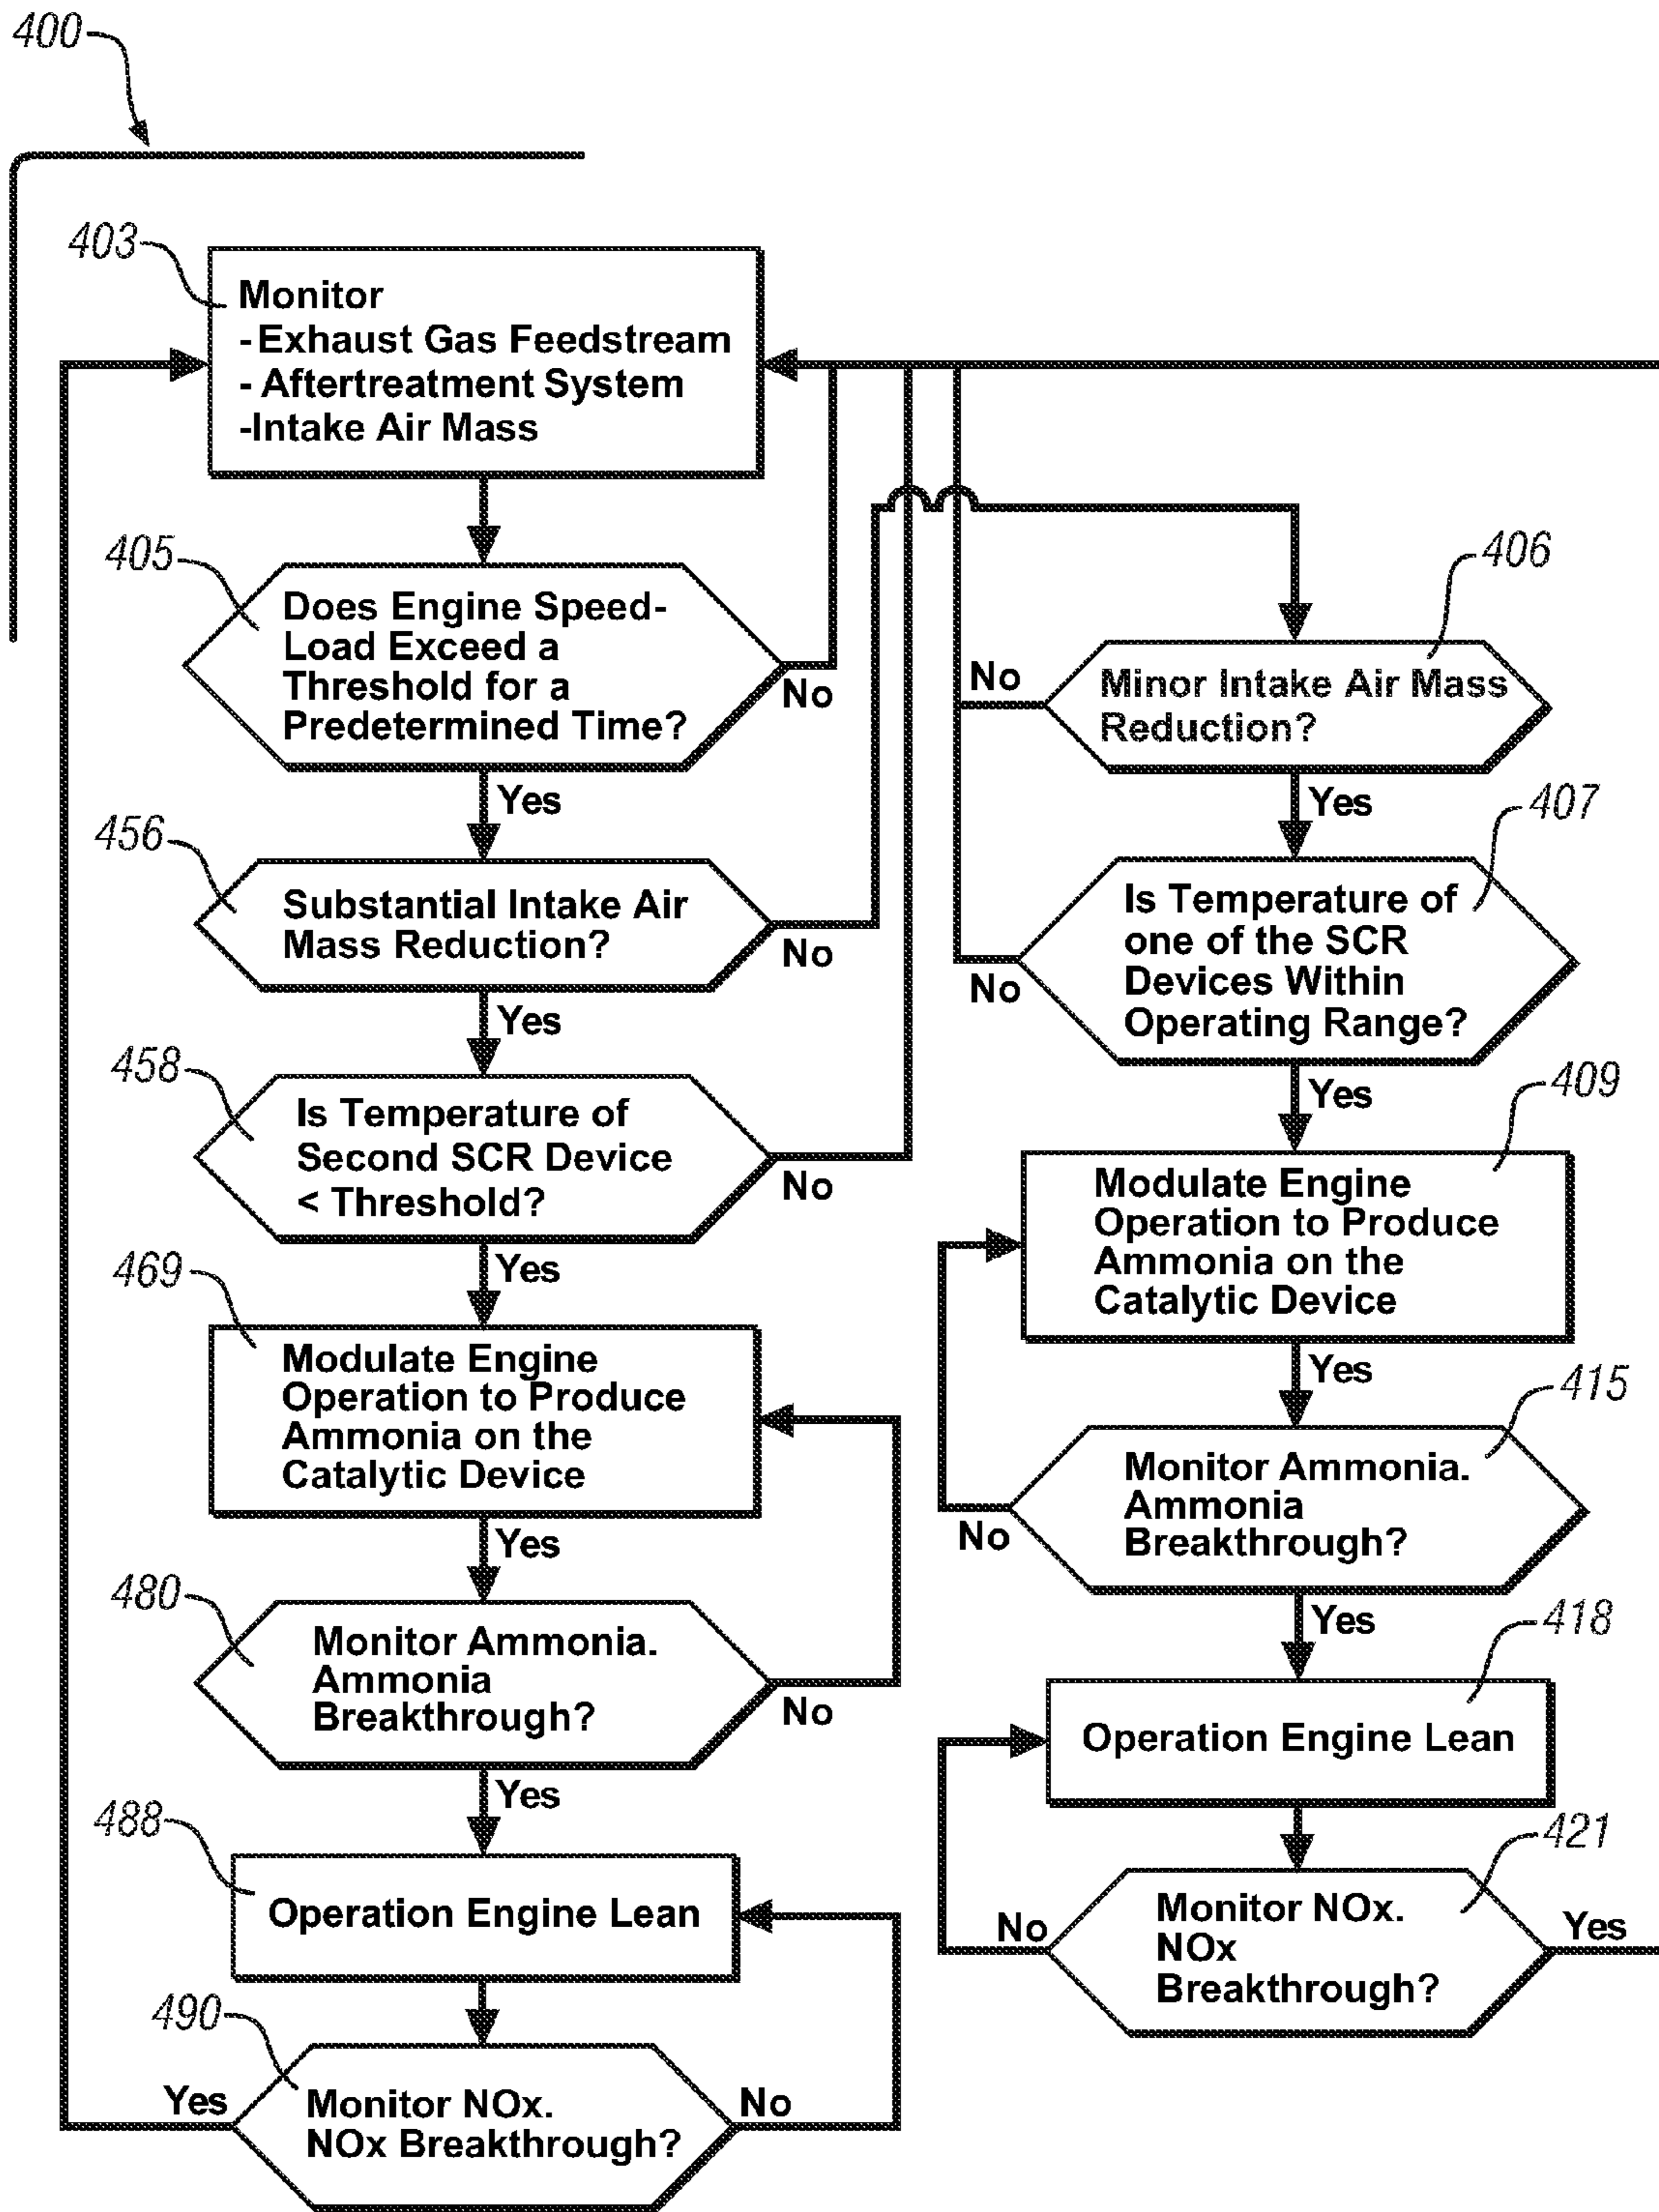 400
403
Monitor
- Exhaust Gas Feedstream
- Aftertreatment System
-Intake Air Mass
405
Does Engine Speed-
Load Exceed a
Threshold for a
Predetermined Time?
No
Yes
456
Substantial Intake Air
Mass Reduction?
No
Yes
458
Is Temperature of
Second SCR Device
< Threshold?
No
Yes
469
Modulate Engine
Operation to Produce
Ammonia on the
Catalytic Device
Yes
480
Monitor Ammonia.
Ammonia
Breakthrough?
No
Yes
488
Operation Engine Lean
490
Monitor NOx.
NOx Breakthrough?
Yes
No
406
Minor Intake Air Mass
Reduction?
No
Yes
407
Is Temperature of
one of the SCR
Devices Within
Operating Range?
No
Yes
409
Modulate Engine
Operation to Produce
Ammonia on the
Catalytic Device
Yes
415
Monitor Ammonia.
Ammonia
Breakthrough?
No
Yes
418
Operation Engine Lean
421
Monitor NOx.
NOx
Breakthrough?
No
Yes